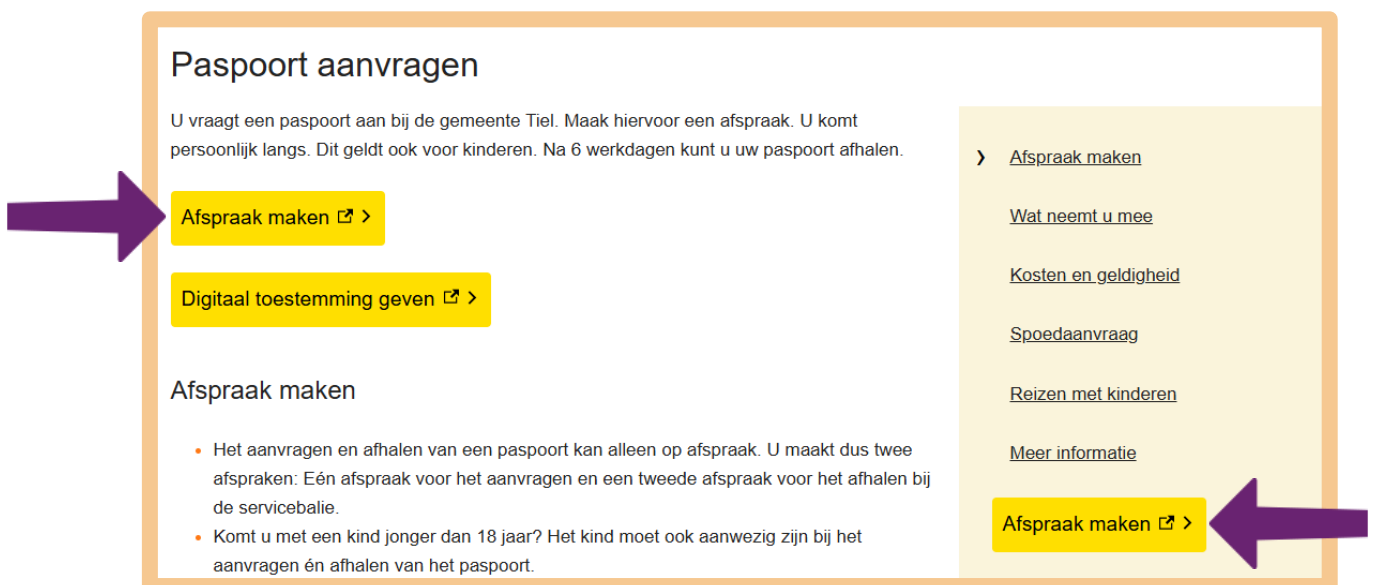 Paspoort aanvragen
U vraagt een paspoort aan bij de gemeente Tiel. Maak hiervoor een afspraak. U komt
persoonlijk langs. Dit geldt ook voor kinderen. Na 6 werkdagen kunt u uw paspoort afhalen.
Afspraak maken
Digitaal toestemming geven
Afspraak maken
• Het aanvragen en afhalen van een paspoort kan alleen op afspraak. U maakt dus twee
afspraken: Eén afspraak voor het aanvragen en een tweede afspraak voor het afhalen bij
de servicebalie.
• Komt u met een kind jonger dan 18 jaar? Het kind moet ook aanwezig zijn bij het
aanvragen én afhalen van het paspoort.
Afspraak maken
Wat neemt u mee
Kosten en geldigheid
Spoedaanvraag
Reizen met kinderen
Meer informatie
Afspraak maken